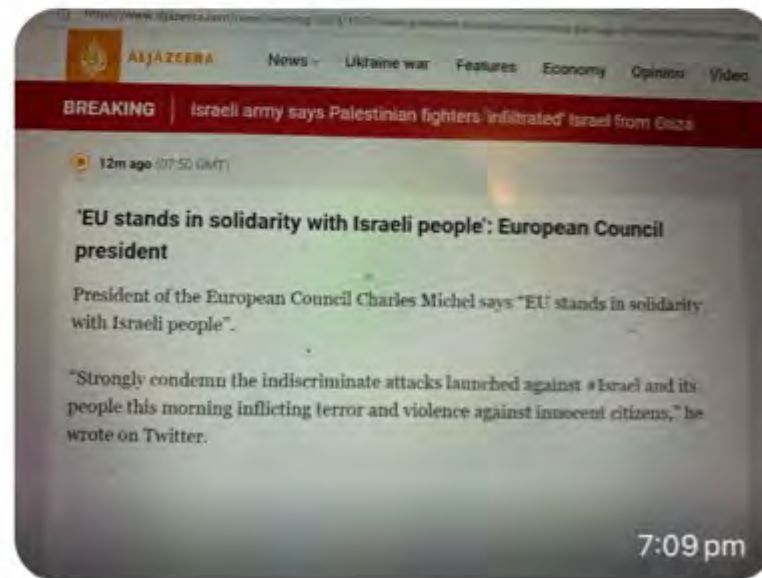 ALJAZEERA
News Ukraine war Features Economy Opinion Video
BREAKING | Israeli army says Palestinian fighters 'infiltrated' Israel from Gaza
12m ago (07:50 GMT)
'EU stands in solidarity with Israeli people': European Council
president
President of the European Council Charles Michel says "EU stands in solidarity
with Israeli people".
"Strongly condemn the indiscriminate attacks launched against #Israel and its
people this morning inflicting terror and violence against innocent citizens," he
wrote on Twitter.
7:09 pm